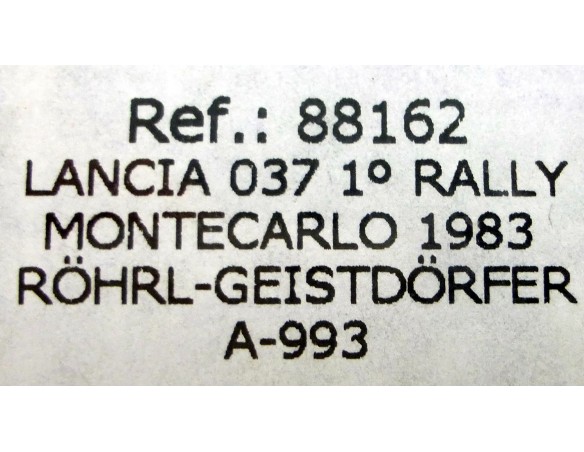 Ref.: 88162
LANCIA 037 1º RALLY
MONTECARLO 1983
RÖHRL-GEISTDÖRFER
A-993